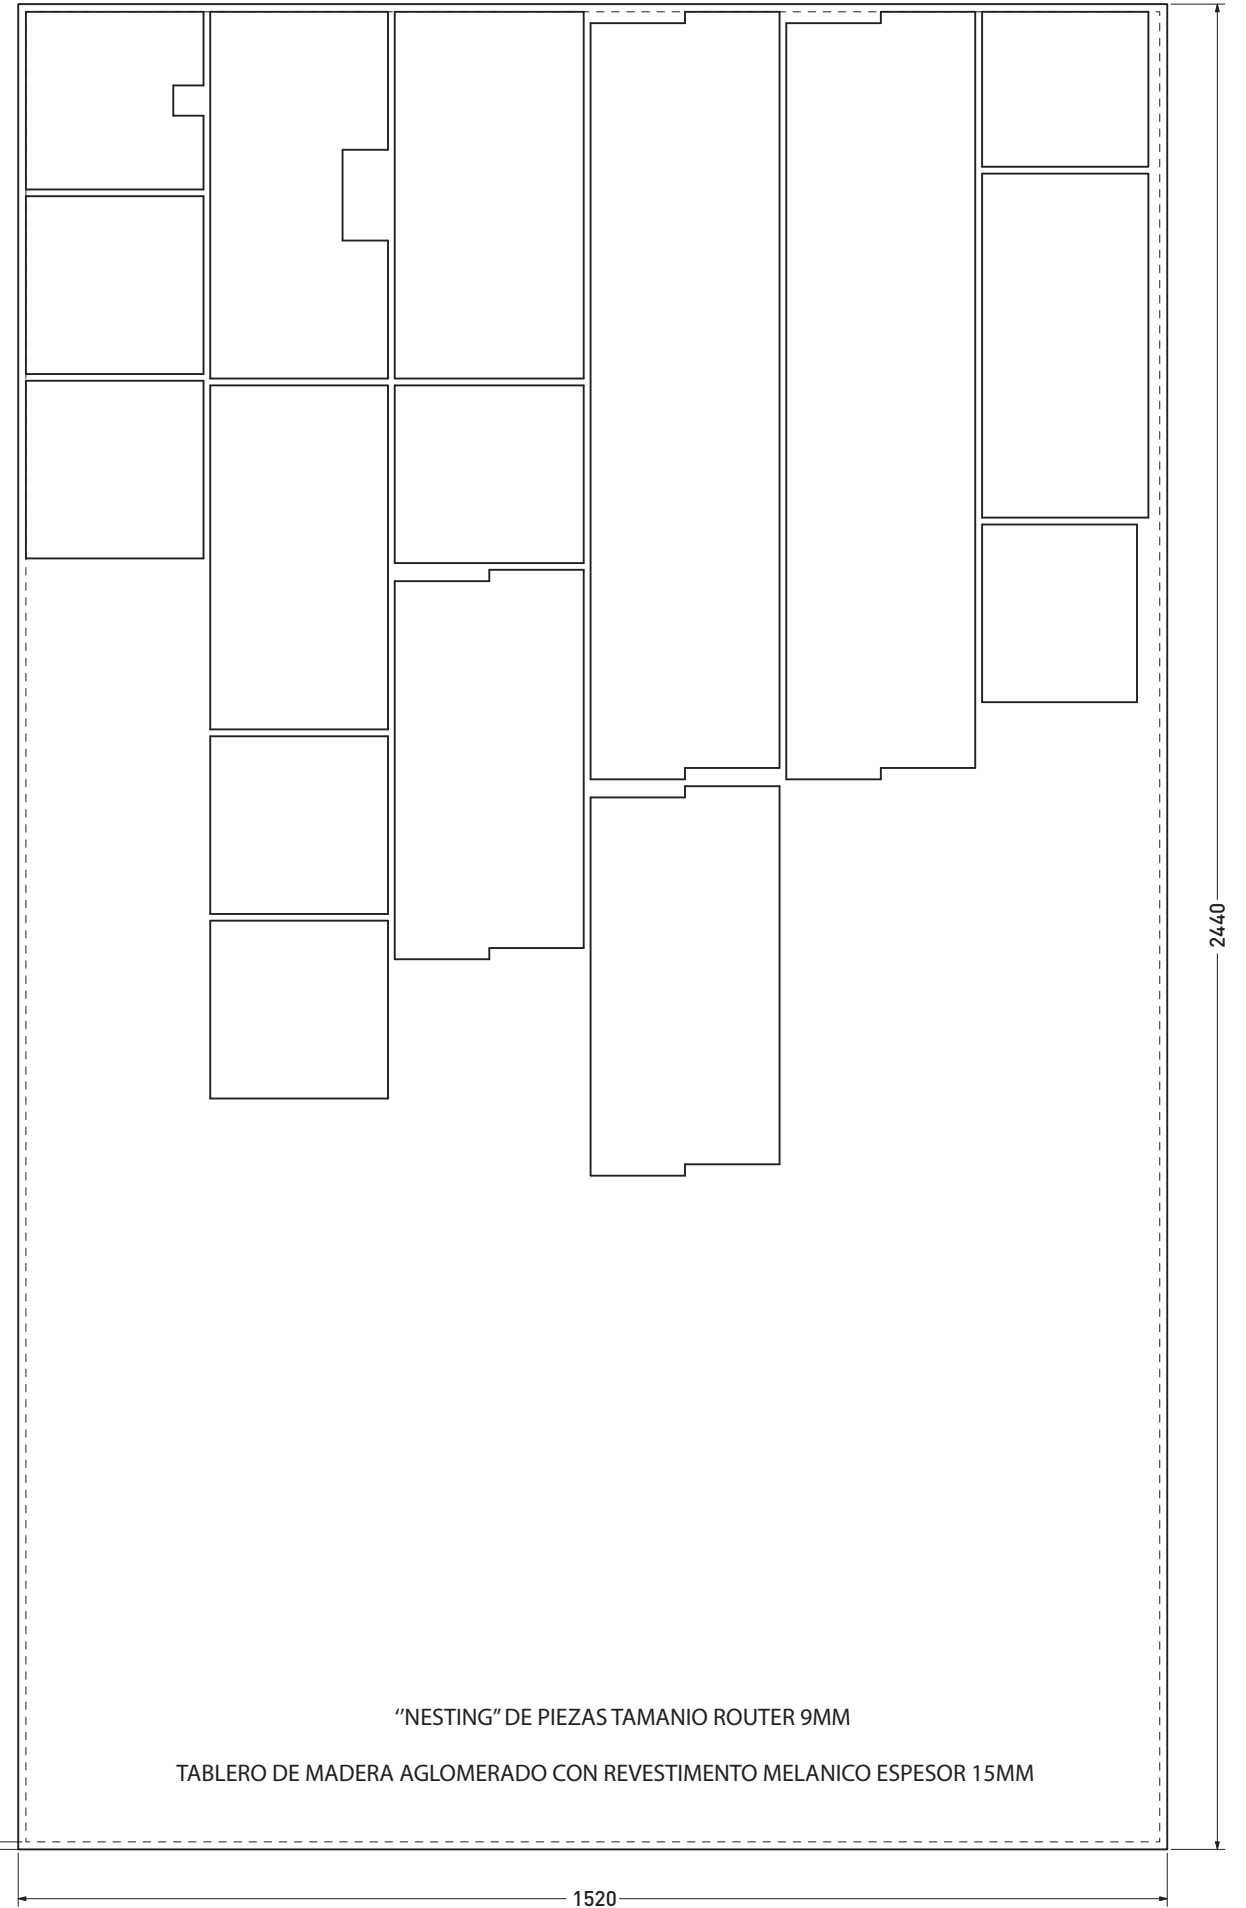 2440
‘’NESTING” DE PIEZAS TAMANIO ROUTER 9MM
TABLERO DE MADERA AGLOMERADO CON REVESTIMENTO MELANICO ESPESOR 15MM
1520